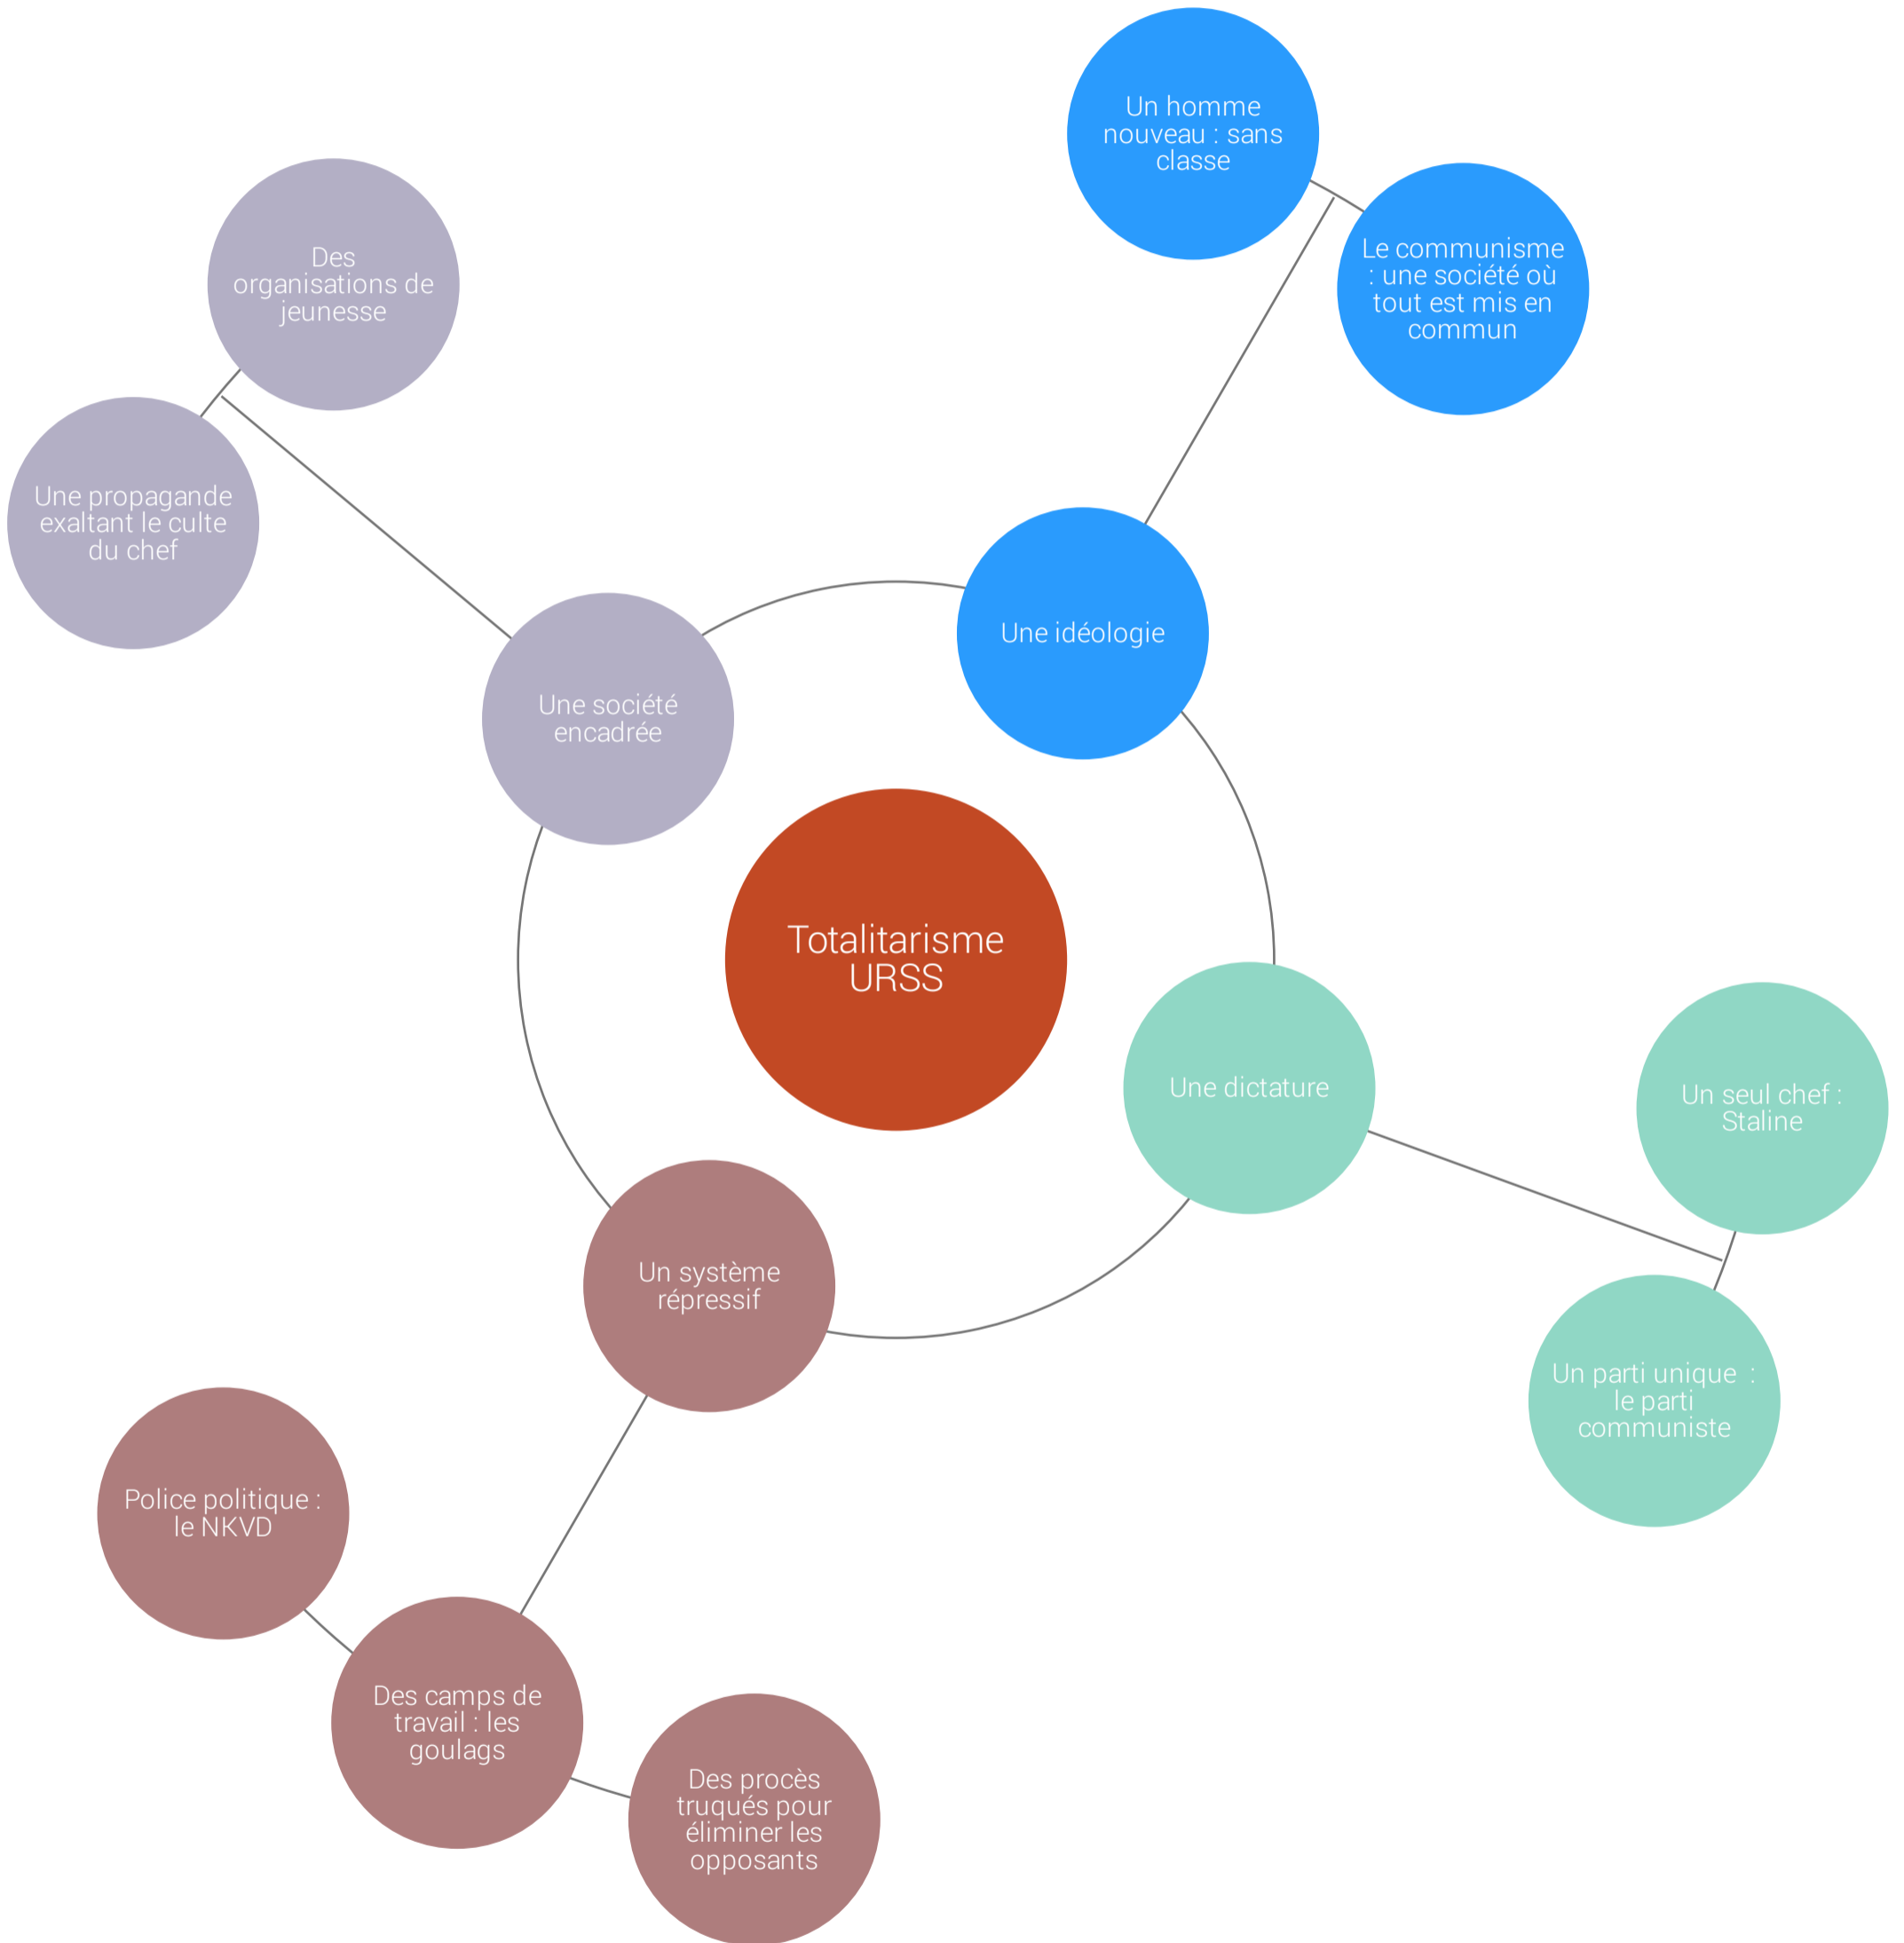 Totalitarisme
URSS
Une idéologie
Un homme
nouveau : sans
classe
Le communisme
: une société où
tout est mis en
commun
Une dictature
Un seul chef :
Staline
Un parti unique  :
le parti
communiste
Un système
répressif
Des procès
truqués pour
éliminer les
opposants
Des camps de
travail : les
goulags
Police politique :
le NKVD
Une société
encadrée
Une propagande
exaltant le culte
du chef
Des
organisations de
jeunesse